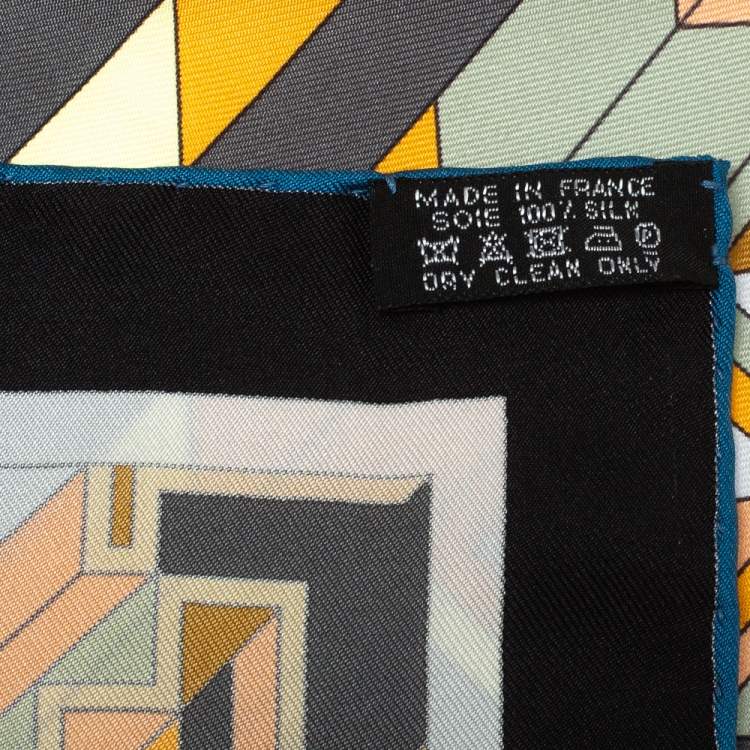 MADE IN FRANCE
SOIE 100% SILK
P
DRY CLEAN ONLY